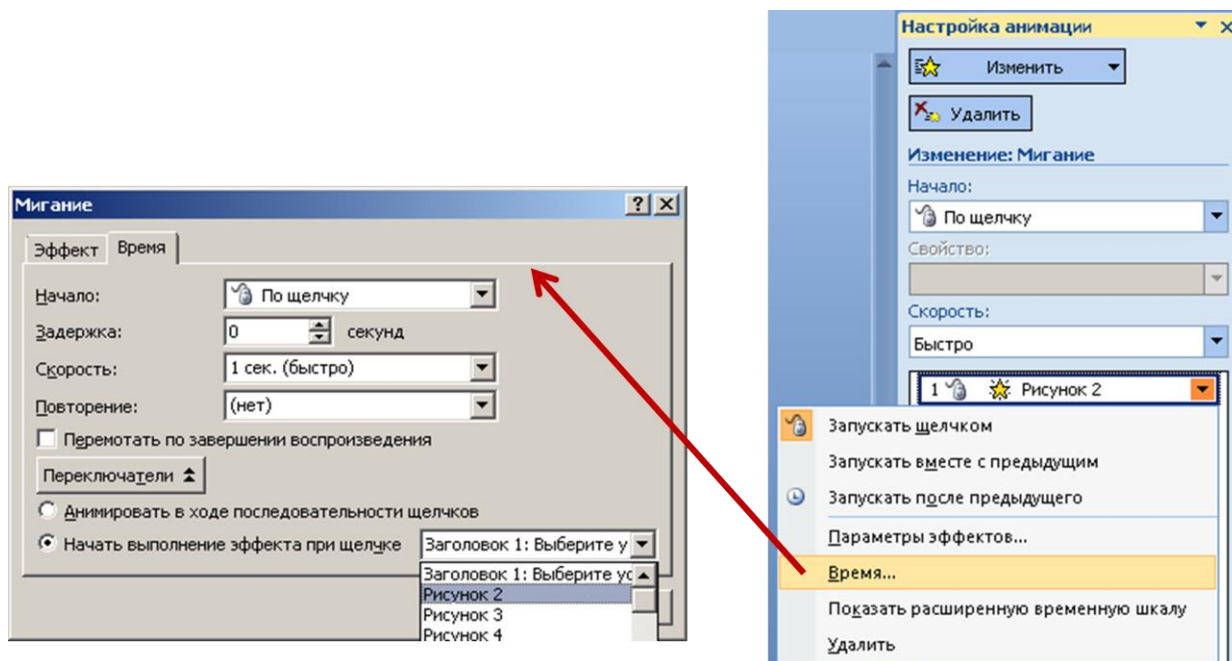 Мигание
Эффект Время
Начало: По щелчку
Задержка: 0 секунд
Скорость: 1 сек. (быстро)
Повторение: (нет)
Перемотать по завершении воспроизведения
Переключатели
Анимировать в ходе последовательности щелчков
Начать выполнение эффекта при щелчке Заголовок 1: Выберите у
Заголовок 1: Выберите ус
Рисунок 2
Рисунок 3
Рисунок 4
Настройка анимации
Изменить
Удалить
Изменение: Мигание
Начало:
По щелчку
Свойство:
Скорость:
Быстро
1 Рисунок 2
Запускать щелчком
Запускать вместе с предыдущим
Запускать после предыдущего
Параметры эффектов...
Время...
Показать расширенную временную шкалу
Удалить